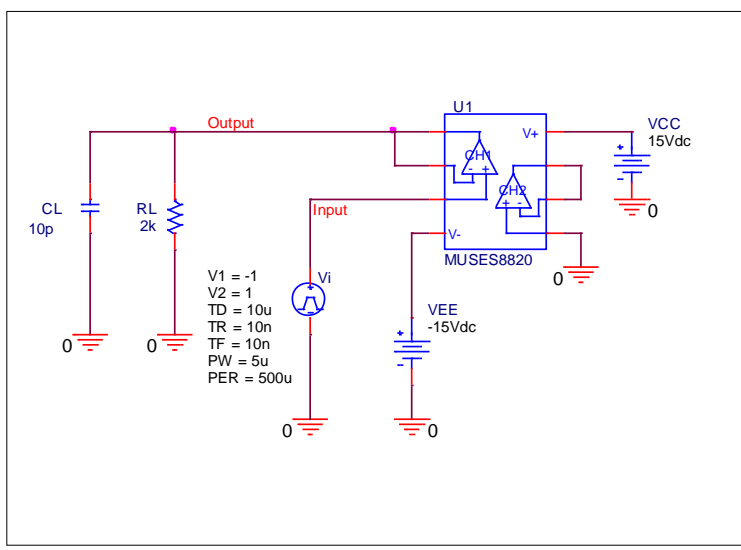 U1
Output
V+
VCC
15Vdc
CH1
- +
CH2
+ -
+
-
0
CL
10p
RL
2k
Input
V-
MUSES8820
0
V1 = -1
V2 = 1
TD = 10u
TR = 10n
TF = 10n
PW = 5u
PER = 500u
Vi
+
-
VEE
-15Vdc
+
-
0
0
0
0